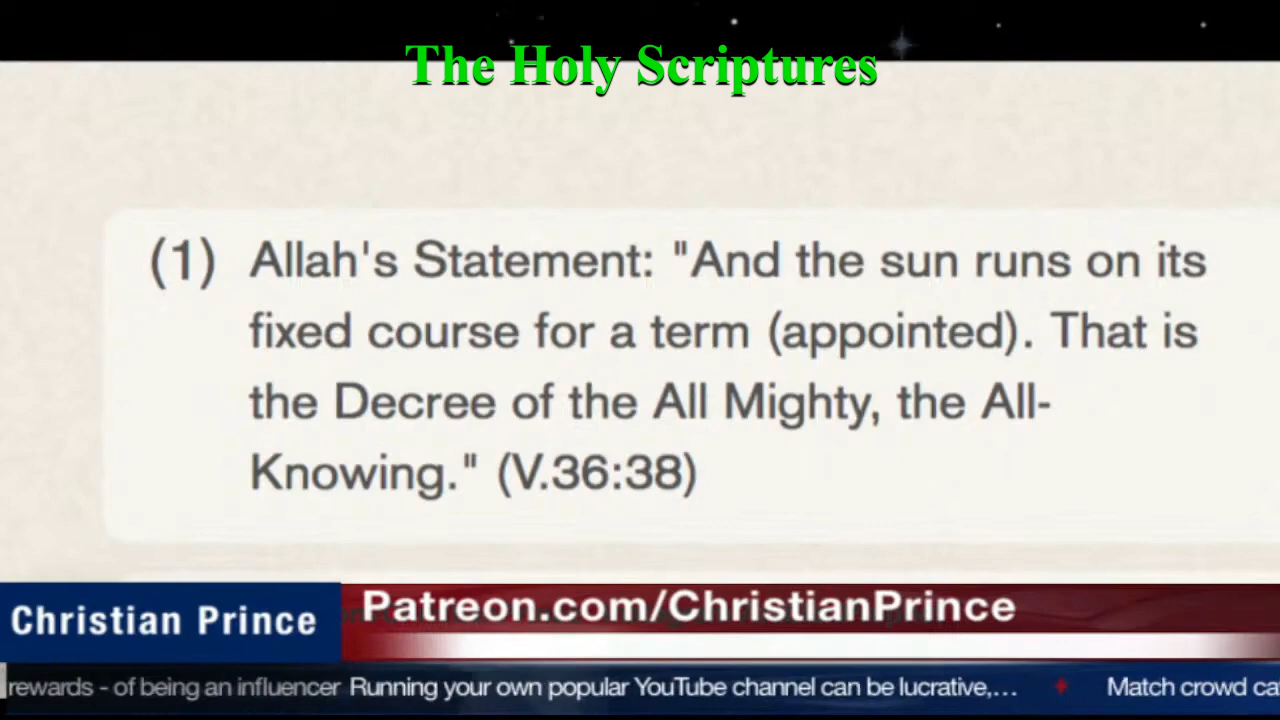 The Holy Scriptures
(1) Allah's Statement: "And the sun runs on its
fixed course for a term (appointed). That is
the Decree of the All Mighty, the All-
Knowing." (V.36:38)
Christian Prince
Patreon.com/ChristianPrince
rewards - of being an influencer Running your own popular YouTube channel can be lucrative,... Match crowd ca